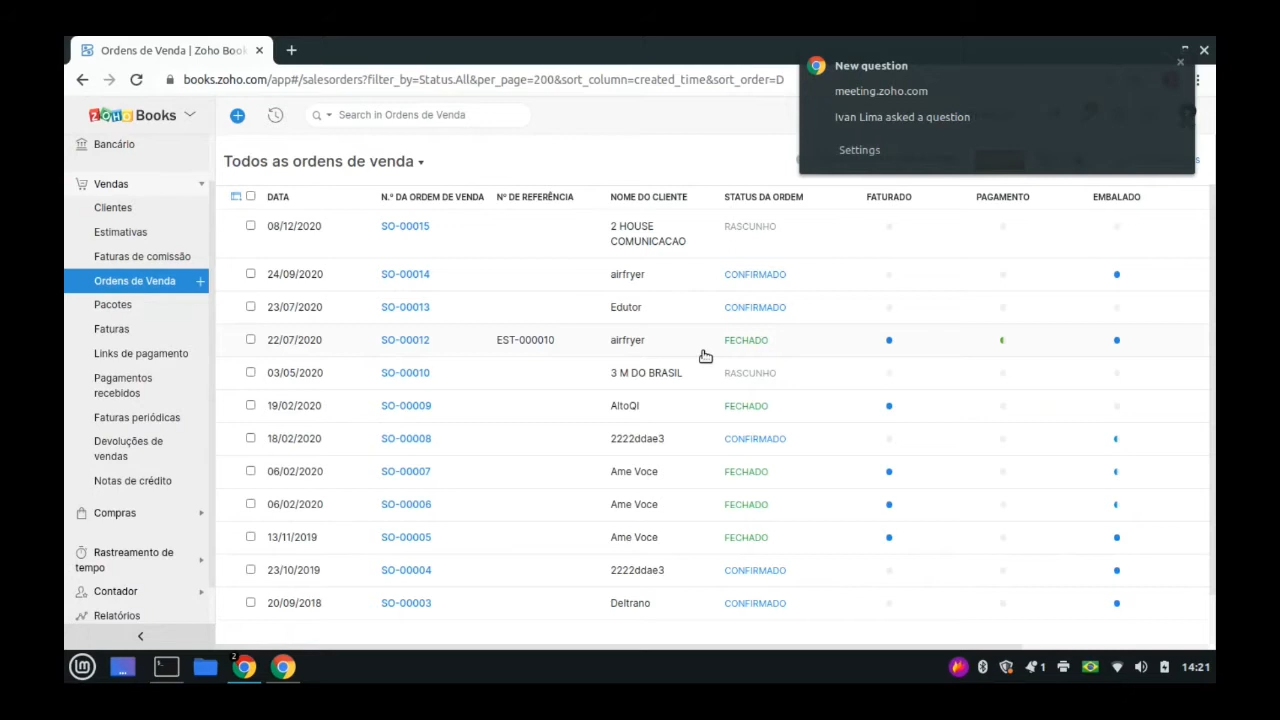 Ordens de Venda | Zoho Book
books.zoho.com/app#/salesorders?filter_by=Status.All&per_page=200&sort_column=created_time&sort_order=D
New question
meeting.zoho.com
Ivan Lima asked a question
Settings
ZOHO Books
Search in Ordens de Venda
Bancário
Vendas
Clientes
Estimativas
Faturas de comissão
Ordens de Venda
Pacotes
Faturas
Links de pagamento
Pagamentos
recebidos
Faturas periódicas
Devoluções de
vendas
Notas de crédito
Compras
Rastreamento de
tempo
Contador
Relatórios
Todos as ordens de venda
DATA N.º DA ORDEM DE VENDA Nº DE REFERÊNCIA NOME DO CLIENTE STATUS DA ORDEM FATURADO PAGAMENTO EMBALADO
08/12/2020 SO-00015 2 HOUSE RASCUNHO
COMUNICACAO
24/09/2020 SO-00014 airfryer CONFIRMADO
23/07/2020 SO-00013 Edutor CONFIRMADO
22/07/2020 SO-00012 EST-000010 airfryer FECHADO
03/05/2020 SO-00010 3 M DO BRASIL RASCUNHO
19/02/2020 SO-00009 AltoQI FECHADO
18/02/2020 SO-00008 2222ddae3 CONFIRMADO
06/02/2020 SO-00007 Ame Voce FECHADO
06/02/2020 SO-00006 Ame Voce FECHADO
13/11/2019 SO-00005 Ame Voce FECHADO
23/10/2019 SO-00004 2222ddae3 CONFIRMADO
20/09/2018 SO-00003 Deltrano CONFIRMADO
2
1
14:21